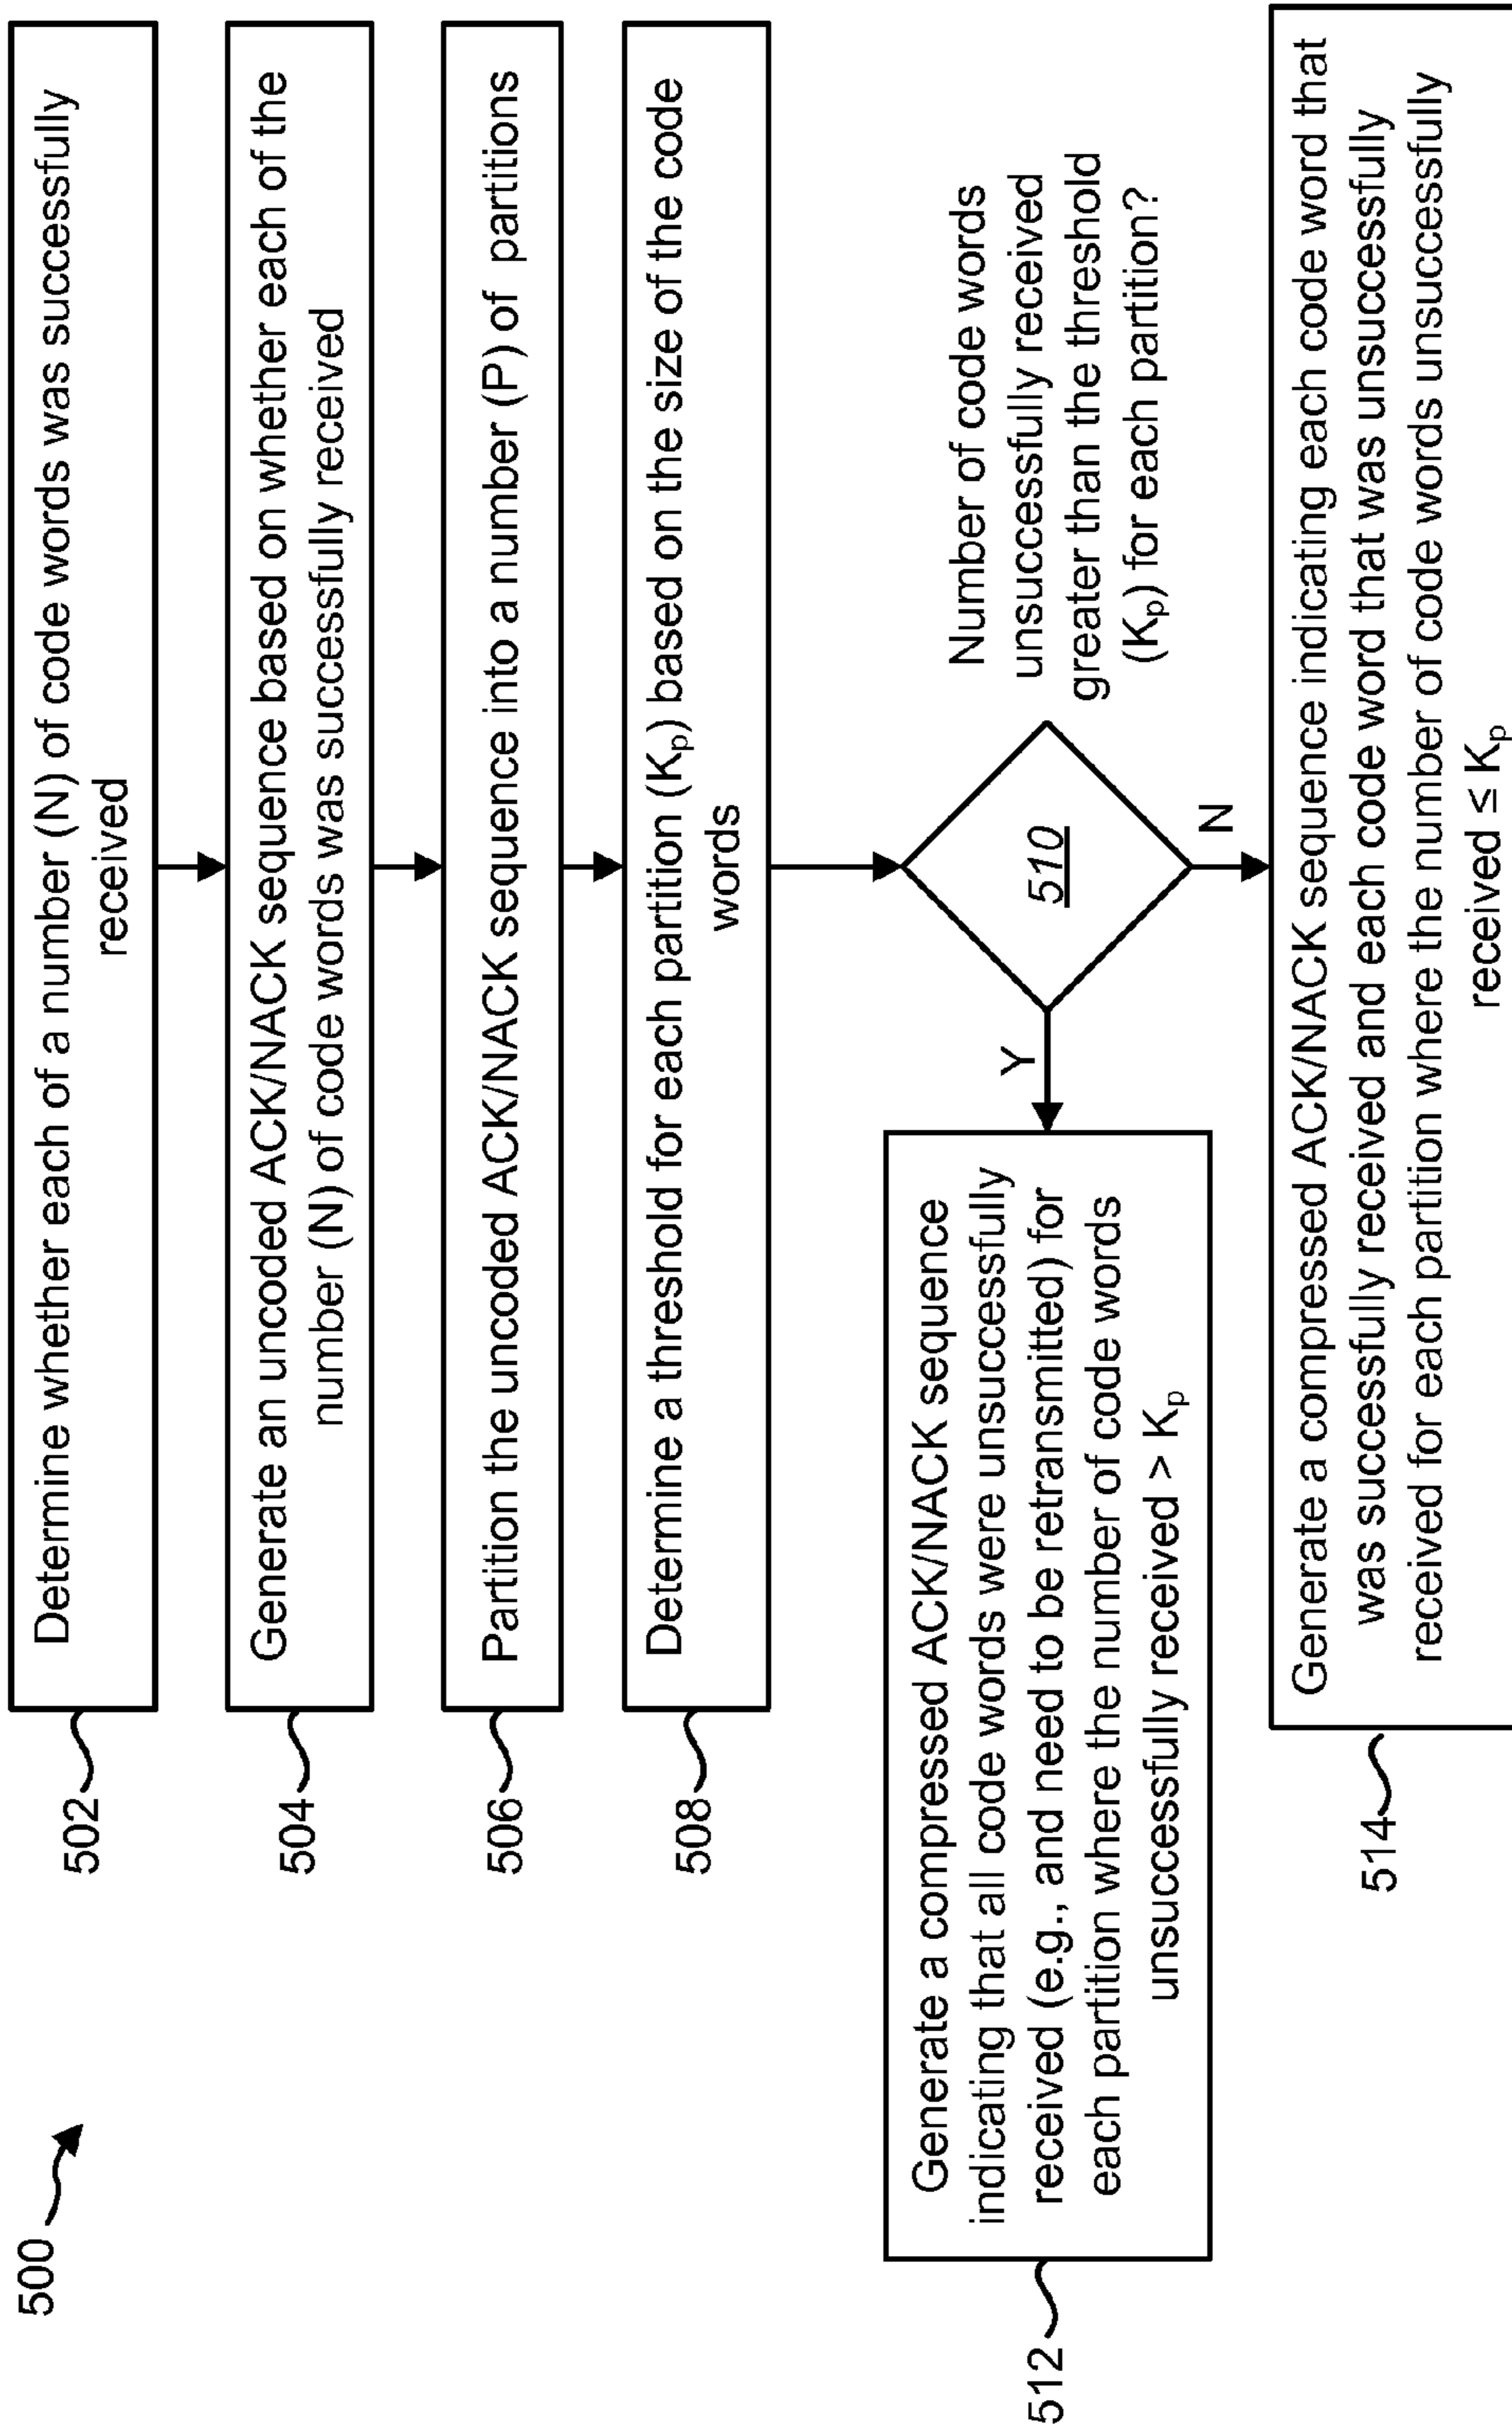 500
502
Determine whether each of a number (N) of code words was successfully
received
504
Generate an uncoded ACK/NACK sequence based on whether each of the
number (N) of code words was successfully received
506
Partition the uncoded ACK/NACK sequence into a number (P) of partitions
508
Determine a threshold for each partition (Kp) based on the size of the code
words
510
Number of code words
unsuccessfully received
greater than the threshold
(Kp) for each partition?
Y
N
512
Generate a compressed ACK/NACK sequence
indicating that all code words were unsuccessfully
received (e.g., and need to be retransmitted) for
each partition where the number of code words
unsuccessfully received > Kp
514
Generate a compressed ACK/NACK sequence indicating each code word that
was successfully received and each code word that was unsuccessfully
received for each partition where the number of code words unsuccessfully
received ≤ Kp